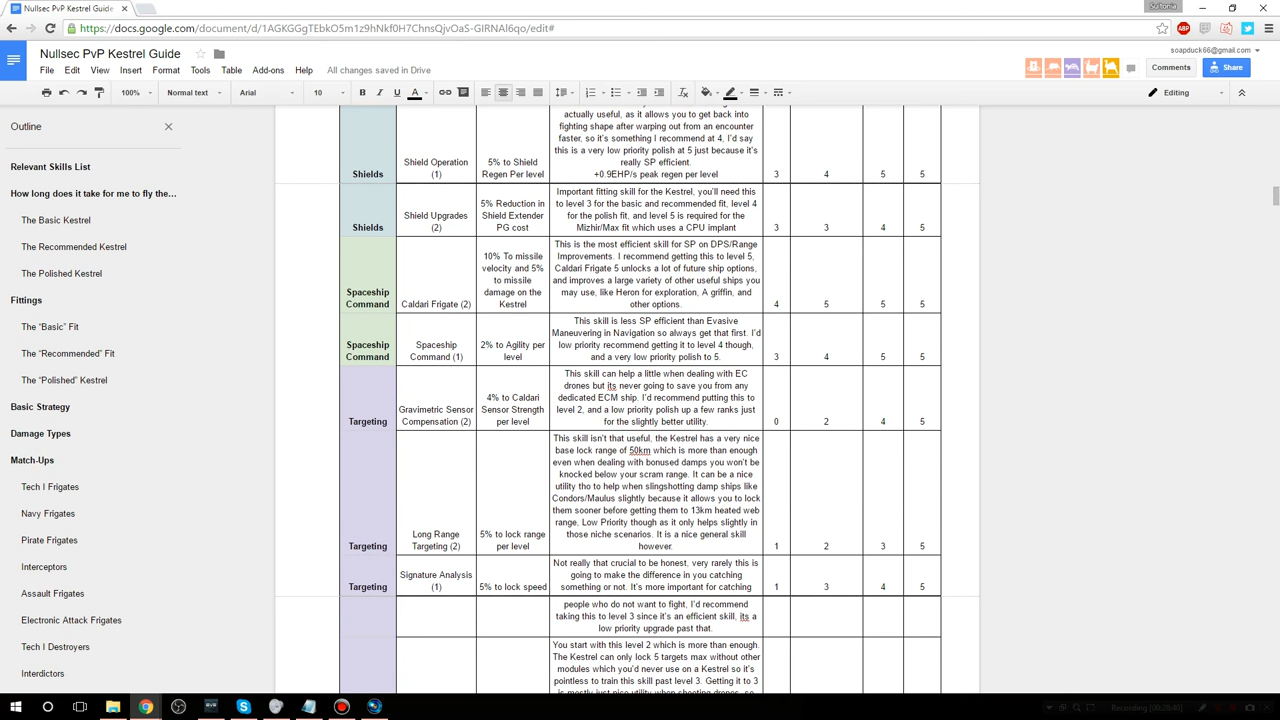 Nullsec PvP Kestrel Guide
Suitonia
https://docs.google.com/document/d/1AGKGGgTEbkO5m1z9hNkf0H7ChnsQjvOaS-GIRNAl6qo/edit#
Nullsec PvP Kestrel Guide
soapduck66@gmail.com
File Edit View Insert Format Tools Table Add-ons Help All changes saved in Drive
Comments
Share
100% Normal text Arial 10 B I U A
Editing
Outline
Relevant Skills List
How long does it take for me to fly the...
The Basic Kestrel
The Recommended Kestrel
The Polished Kestrel
Fittings
The “Basic” Fit
The “Recommended” Fit
The “Polished” Kestrel
Basic Strategy
Damage Types
Match-Ups
Tech I Frigates
Navy Frigates
Pirate Frigates
Interceptors
Assault Frigates
Electronic Attack Frigates
Tech I Destroyers
Interdictors
actually useful, as it allows you to get back into
fighting shape after warping out from an encounter
faster, so it's something I recommend at 4, I'd say
this is a very low priority polish at 5 just because it's
really SP efficient.
+0.9EHP/s peak regen per level
Shield Operation
(1)
5% to Shield
Regen Per level
Shields
3 4 5 5
Important fitting skill for the Kestrel, you'll need this
to level 3 for the basic and recommended fit, level 4
for the polish fit, and level 5 is required for the
Mizhir/Max fit which uses a CPU implant
Shield Upgrades
(2)
5% Reduction in
Shield Extender
PG cost
Shields
3 3 4 5
This is the most efficient skill for SP on DPS/Range
Improvements. I recommend getting this to level 5,
Caldari Frigate 5 unlocks a lot of future ship options,
and improves a large variety of other useful ships you
may use, like Heron for exploration, A griffin, and
other options.
10% To missile
velocity and 5%
to missile
damage on the
Kestrel
Spaceship
Command
Caldari Frigate (2)
4 5 5 5
This skill is less SP efficient than Evasive
Maneuvering in Navigation so always get that first. I'd
low priority recommend getting it to level 4 though,
and a very low priority polish to 5.
Spaceship
Command
Spaceship
Command (1)
2% to Agility per
level
3 4 5 5
This skill can help a little when dealing with EC
drones but its never going to save you from any
dedicated ECM ship. I'd recommend putting this to
level 2, and a low priority polish up a few ranks just
for the slightly better utility.
4% to Caldari
Sensor Strength
per level
Gravimetric Sensor
Compensation (2)
Targeting
0 2 4 5
This skill isn't that useful, the Kestrel has a very nice
base lock range of 50km which is more than enough
even when dealing with bonused damps you won't be
knocked below your scram range. It can be a nice
utility tho to help when slingshotting damp ships like
Condors/Maulus slightly because it allows you to lock
them sooner before getting them to 13km heated web
range, Low Priority though as it only helps slightly in
those niche scenarios. It is a nice general skill
however.
Long Range
Targeting (2)
5% to lock range
per level
Targeting
1 2 3 5
Not really that crucial to be honest, very rarely this is
going to make the difference in you catching
something or not. It's more important for catching
Signature Analysis
(1)
5% to lock speed
Targeting
1 3 4 5
people who do not want to fight, I'd recommend
taking this to level 3 since it's an efficient skill, its a
low priority upgrade past that.
You start with this level 2 which is more than enough.
The Kestrel can only lock 5 targets max without other
modules which you'd never use on a Kestrel so it's
pointless to train this skill past level 3. Getting it to 3
is mostly just nice utility when shooting drones, so
Recording [00:28:40]